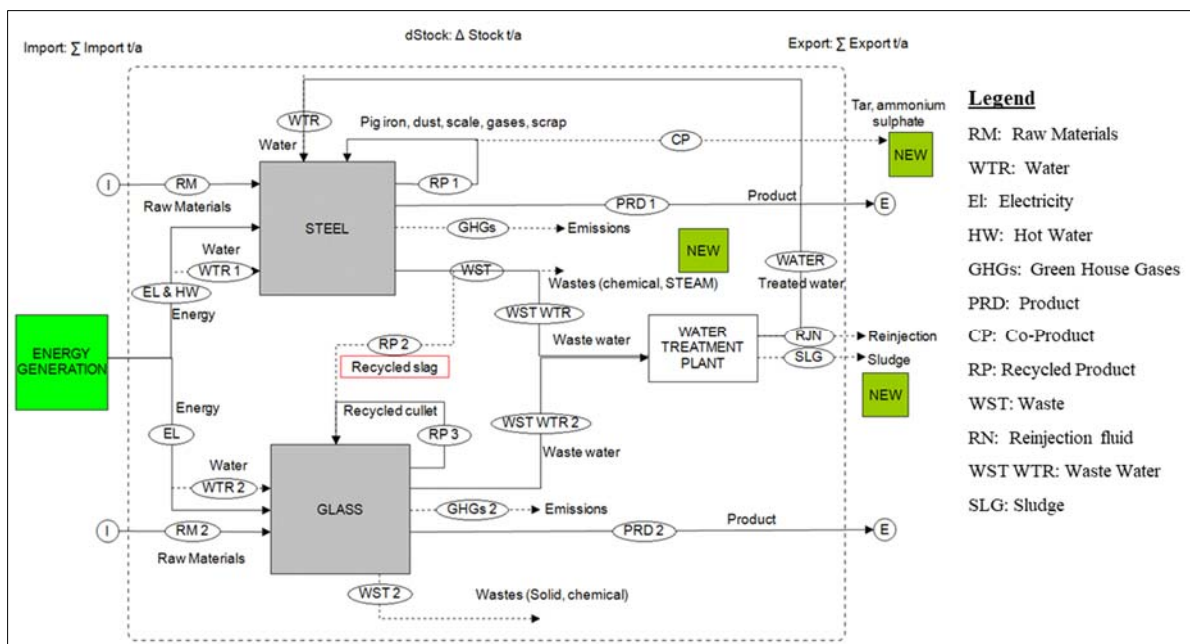 Import: ∑ Import t/a
dStock: Δ Stock t/a
Export: ∑ Export t/a
WTR
Water
Pig iron, dust, scale, gases, scrap
CP
Tar, ammonium
sulphate
NEW
I
RM
Raw Materials
STEEL
RP 1
PRD 1
Product
E
GHGs
Emissions
NEW
Water
WTR 1
WST
Wastes (chemical, STEAM)
WATER
Treated water
EL & HW
Energy
WST WTR
Waste water
WATER
TREATMENT
PLANT
RJN
Reinjection
SLG
Sludge
NEW
ENERGY
GENERATION
RP 2
Recycled slag
Energy
EL
Recycled cullet
RP 3
WST WTR 2
Waste water
Water
WTR 2
GLASS
GHGs 2
Emissions
I
RM 2
Raw Materials
PRD 2
Product
E
WST 2
Wastes (Solid, chemical)
Legend
RM: Raw Materials
WTR: Water
El: Electricity
HW: Hot Water
GHGs: Green House Gases
PRD: Product
CP: Co-Product
RP: Recycled Product
WST: Waste
RN: Reinjection fluid
WST WTR: Waste Water
SLG: Sludge